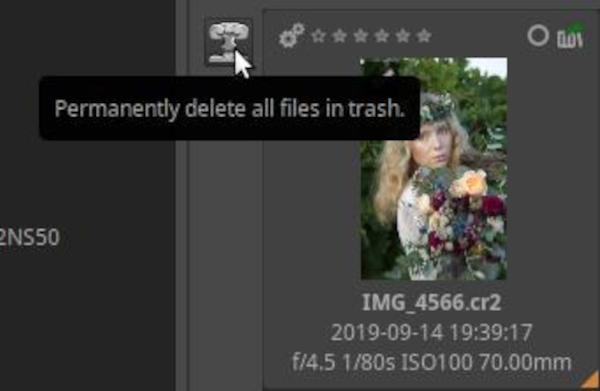 Permanently delete all files in trash.
2NS50
IMG_4566.cr2
2019-09-14 19:39:17
f/4.5 1/80s ISO100 70.00mm